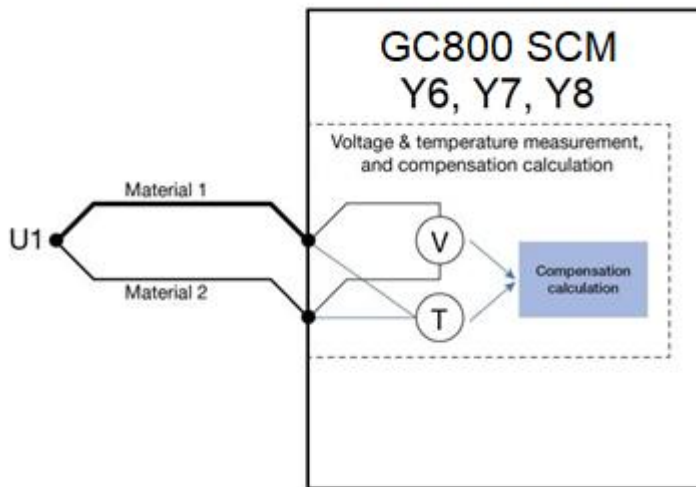 GC800 SCM
Y6, Y7, Y8
Voltage & temperature measurement,
and compensation calculation
Material 1
U1
V
Compensation
calculation
Material 2
T